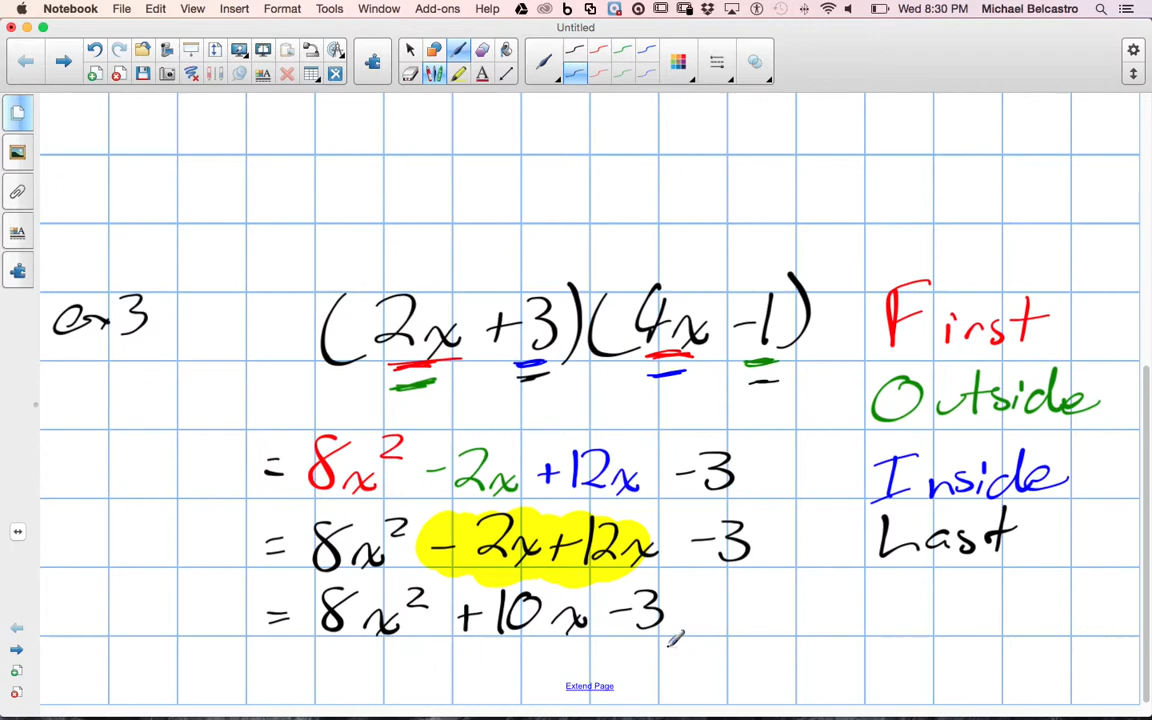 Notebook File Edit View Insert Format Tools Window Add-ons Help Wed 8:30 PM Michael Belcastro
Untitled
ex 3 (2x +3)(4x -1) First
Outside
= 8x² -2x +12x -3 Inside
= 8x² - 2x+12x -3 Last
= 8x² +10x -3
Extend Page